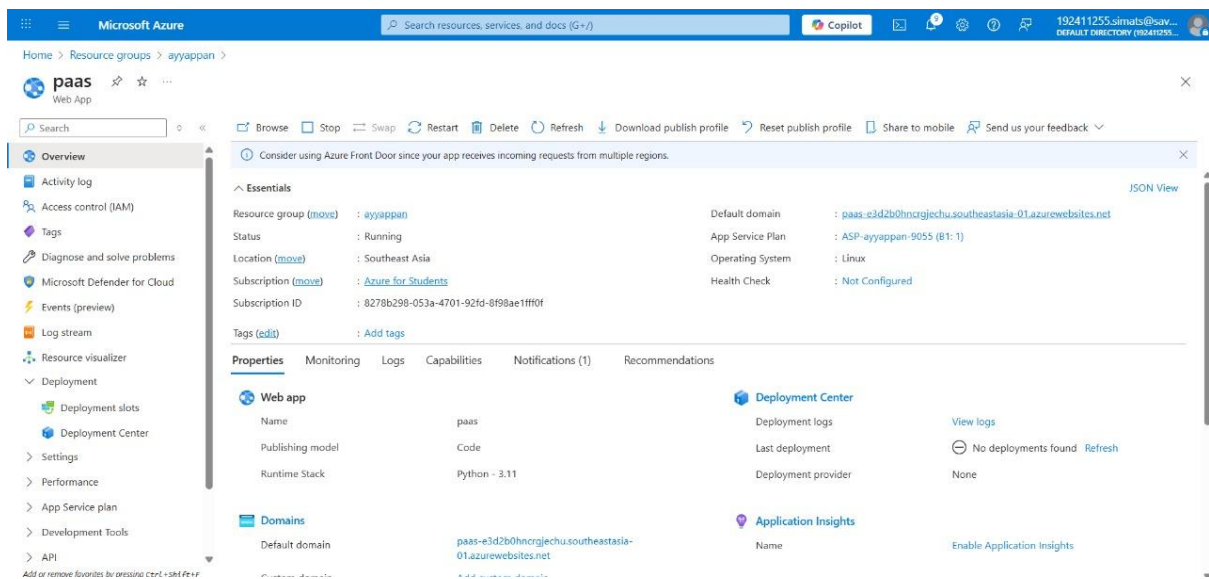 Microsoft Azure
Search resources, services, and docs (G+/)
Copilot
9
192411255.simats@sav...
DEFAULT DIRECTORY (192411255...
Home > Resource groups > ayyappan >
paas
Web App
Search
Browse Stop Swap Restart Delete Refresh Download publish profile Reset publish profile Share to mobile Send us your feedback
Consider using Azure Front Door since your app receives incoming requests from multiple regions.
Overview
Activity log
Access control (IAM)
Tags
Diagnose and solve problems
Microsoft Defender for Cloud
Events (preview)
Log stream
Resource visualizer
Deployment
Deployment slots
Deployment Center
Settings
Performance
App Service plan
Development Tools
API
Add or remove favorites by pressing Ctrl+Shift+F
Essentials
JSON View
Resource group (move) : ayyappan
Status : Running
Location (move) : Southeast Asia
Subscription (move) : Azure for Students
Subscription ID : 8278b298-053a-4701-92fd-8f98ae1fff0f
Tags (edit) : Add tags
Default domain : paas-e3d2b0hncrgjechu.southeastasia-01.azurewebsites.net
App Service Plan : ASP-ayyappan-9055 (B1: 1)
Operating System : Linux
Health Check : Not Configured
Properties Monitoring Logs Capabilities Notifications (1) Recommendations
Web app
Name paas
Publishing model Code
Runtime Stack Python - 3.11
Domains
Default domain paas-e3d2b0hncrgjechu.southeastasia-
01.azurewebsites.net
Custom domain Add custom domain
Deployment Center
Deployment logs View logs
Last deployment No deployments found Refresh
Deployment provider None
Application Insights
Name Enable Application Insights